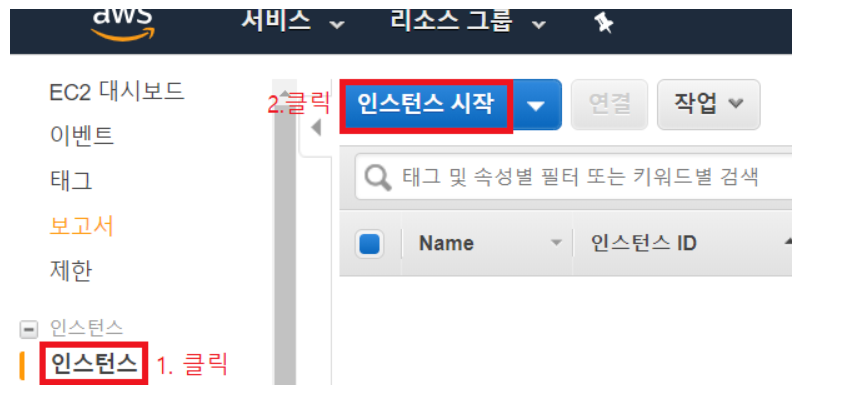 aws 서비스 리소스 그룹
EC2 대시보드
이벤트
태그
보고서
제한
인스턴스
인스턴스 1. 클릭
2.클릭 인스턴스 시작 연결 작업
태그 및 속성별 필터 또는 키워드별 검색
Name 인스턴스 ID